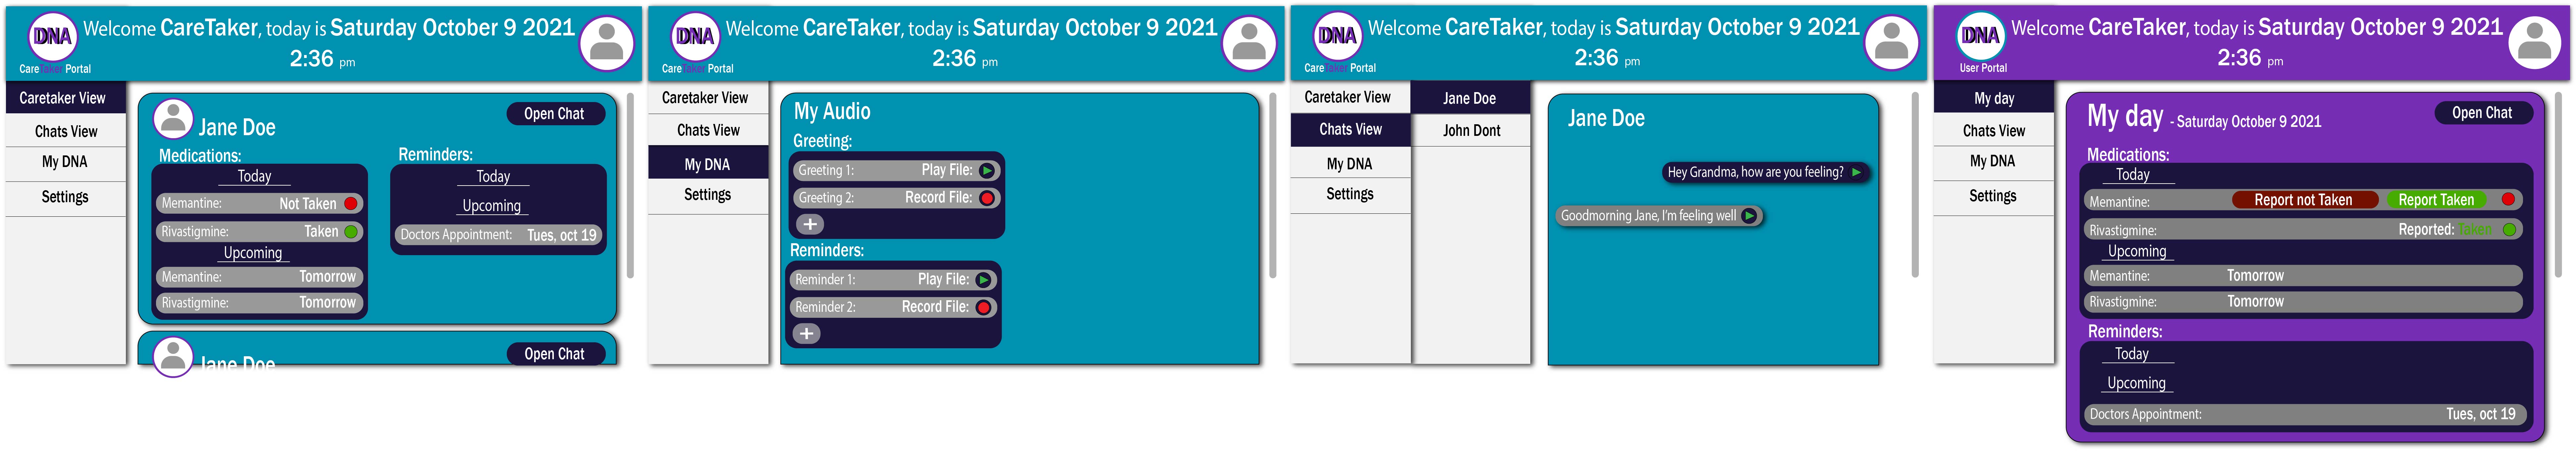 DNA
CareTaker Portal
Welcome CareTaker, today is Saturday October 9 2021
2:36 pm
Caretaker View
Chats View
My DNA
Settings
Jane Doe
Open Chat
Medications:
Today
Memantine: Not Taken
Rivastigmine: Taken
Upcoming
Memantine: Tomorrow
Rivastigmine: Tomorrow
Reminders:
Today
Upcoming
Doctors Appointment: Tues, oct 19
Jane Doe
Open Chat
DNA
CareTaker Portal
Welcome CareTaker, today is Saturday October 9 2021
2:36 pm
Caretaker View
Chats View
My DNA
Settings
My Audio
Greeting:
Greeting 1: Play File:
Greeting 2: Record File:
+
Reminders:
Reminder 1: Play File:
Reminder 2: Record File:
+
DNA
CareTaker Portal
Welcome CareTaker, today is Saturday October 9 2021
2:36 pm
Caretaker View
Chats View
My DNA
Settings
Jane Doe
John Dont
Jane Doe
Hey Grandma, how are you feeling?
Goodmorning Jane, I'm feeling well
DNA
User Portal
Welcome CareTaker, today is Saturday October 9 2021
2:36 pm
My day
Chats View
My DNA
Settings
My day - Saturday October 9 2021
Open Chat
Medications:
Today
Memantine: Report not Taken Report Taken
Rivastigmine: Reported: Taken
Upcoming
Memantine: Tomorrow
Rivastigmine: Tomorrow
Reminders:
Today
Upcoming
Doctors Appointment: Tues, oct 19